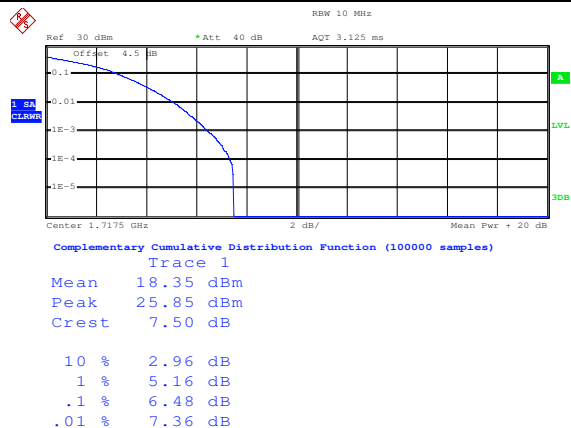 RBW 10 MHz
Ref 30 dBm *Att 40 dB AQT 3.125 ms
Offset 4.5 dB
0.1
A
0.01
1 SA
CLRWR
1E-3
LVL
1E-4
1E-5
3DB
Center 1.7175 GHz 2 dB/ Mean Pwr + 20 dB
Complementary Cumulative Distribution Function (100000 samples)
Trace 1
Mean 18.35 dBm
Peak 25.85 dBm
Crest 7.50 dB
10 % 2.96 dB
1 % 5.16 dB
.1 % 6.48 dB
.01 % 7.36 dB